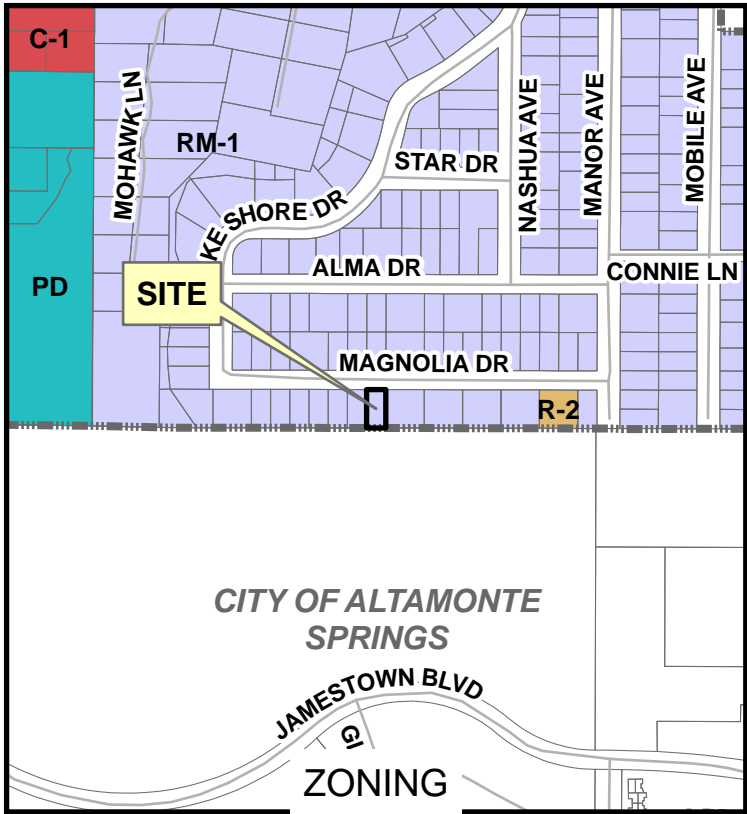 C-1
MOHAWK LN
RM-1
STAR DR
NASHUA AVE
MANOR AVE
MOBILE AVE
KE SHORE DR
ALMA DR
CONNIE LN
PD
SITE
MAGNOLIA DR
R-2
CITY OF ALTAMONTE
SPRINGS
JAMESTOWN BLVD
GI
ZONING